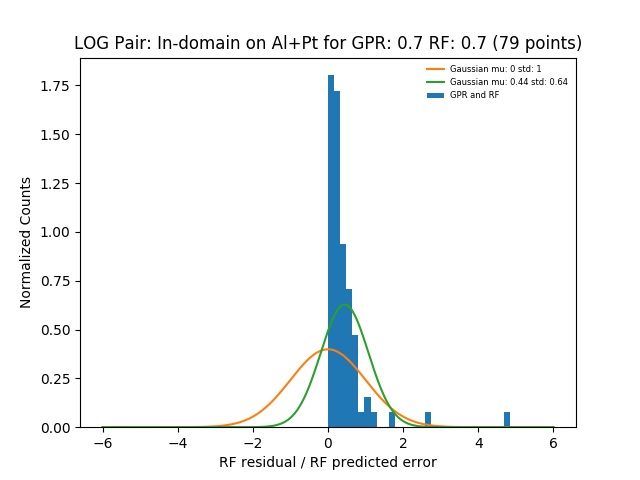 LOG Pair: In-domain on Al+Pt for GPR: 0.7 RF: 0.7 (79 points)
Gaussian mu: 0 std: 1
Gaussian mu: 0.44 std: 0.64
GPR and RF
Normalized Counts
1.75
1.50
1.25
1.00
0.75
0.50
0.25
0.00
−6 −4 −2 0 2 4 6
RF residual / RF predicted error